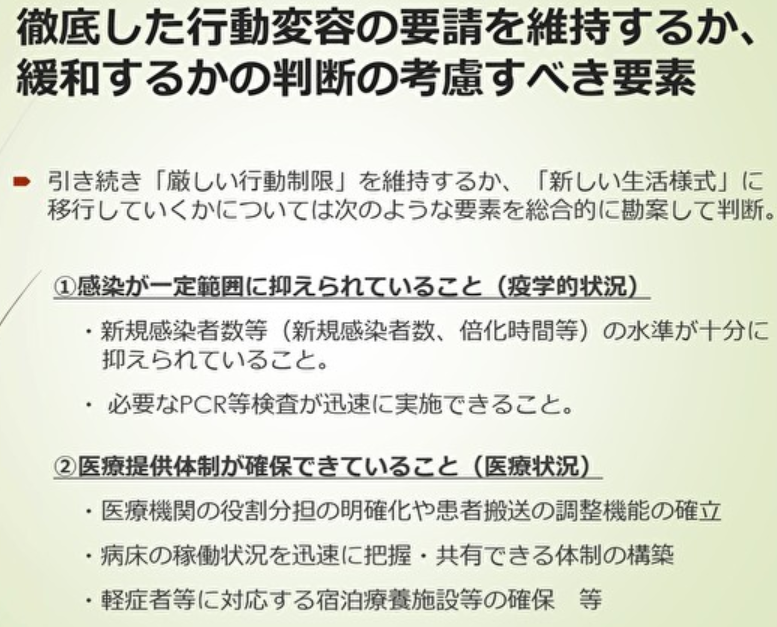 徹底した行動変容の要請を維持するか、
緩和するかの判断の考慮すべき要素
引き続き「厳しい行動制限」を維持するか、「新しい生活様式」に
移行していくかについては次のような要素を総合的に勘案して判断。
①感染が一定範囲に抑えられていること（疫学的状況）
・新規感染者数等（新規感染者数、倍化時間等）の水準が十分に
抑えられていること。
・ 必要なPCR等検査が迅速に実施できること。
②医療提供体制が確保できていること（医療状況）
・医療機関の役割分担の明確化や患者搬送の調整機能の確立
・病床の稼働状況を迅速に把握・共有できる体制の構築
・軽症者等に対応する宿泊療養施設等の確保　等